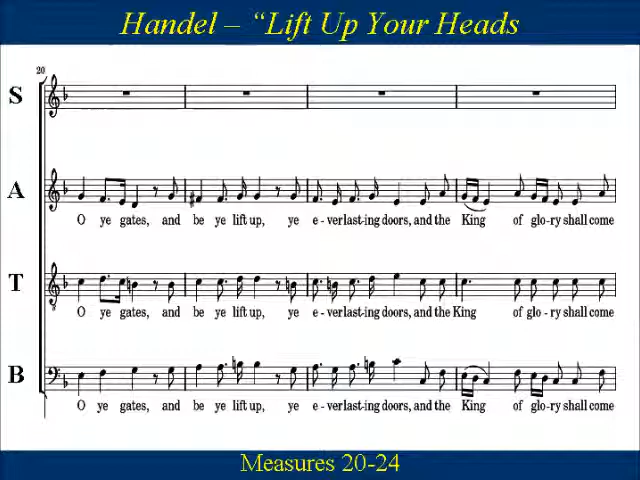 Handel – “Lift Up Your Heads
20
S
A
O ye gates, and be ye lift up, ye e - ver last-ing doors, and the King of glo - ry shall come
T
O ye gates, and be ye lift up, ye e - ver last-ing doors, and the King of glo - ry shall come
B
O ye gates, and be ye lift up, ye e - ver last-ing doors, and the King of glo - ry shall come
Measures 20-24